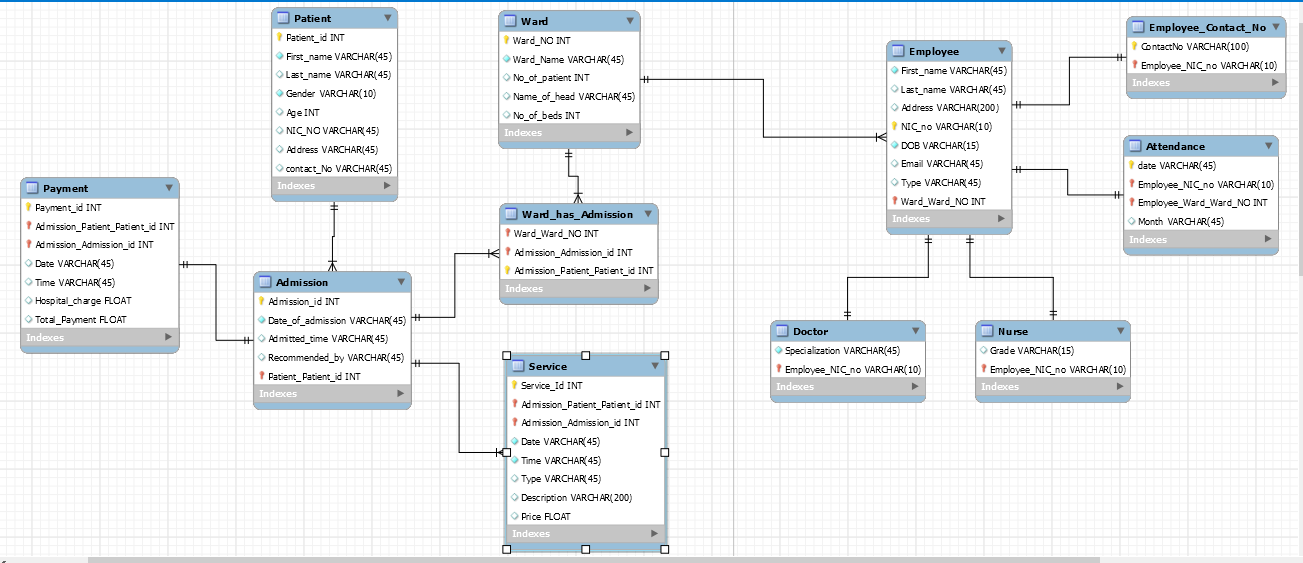 Patient
Patient_id INT
First_name VARCHAR(45)
Last_name VARCHAR(45)
Gender VARCHAR(10)
Age INT
NIC_NO VARCHAR(45)
Address VARCHAR(45)
contact_No VARCHAR(45)
Indexes
Ward
Ward_NO INT
Ward_Name VARCHAR(45)
No_of_patient INT
Name_of_head VARCHAR(45)
No_of_beds INT
Indexes
Employee
First_name VARCHAR(45)
Last_name VARCHAR(45)
Address VARCHAR(200)
NIC_no VARCHAR(10)
DOB VARCHAR(15)
Email VARCHAR(45)
Type VARCHAR(45)
Ward_Ward_NO INT
Indexes
Employee_Contact_No
ContactNo VARCHAR(100)
Employee_NIC_no VARCHAR(10)
Indexes
Attendance
date VARCHAR(45)
Employee_NIC_no VARCHAR(10)
Employee_Ward_Ward_NO INT
Month VARCHAR(45)
Indexes
Payment
Payment_id INT
Admission_Patient_Patient_id INT
Admission_Admission_id INT
Date VARCHAR(45)
Time VARCHAR(45)
Hospital_charge FLOAT
Total_Payment FLOAT
Indexes
Ward_has_Admission
Ward_Ward_NO INT
Admission_Admission_id INT
Admission_Patient_Patient_id INT
Indexes
Admission
Admission_id INT
Date_of_admission VARCHAR(45)
Admitted_time VARCHAR(45)
Recommended_by VARCHAR(45)
Patient_Patient_id INT
Indexes
Service
Service_Id INT
Admission_Patient_Patient_id INT
Admission_Admission_id INT
Date VARCHAR(45)
Time VARCHAR(45)
Type VARCHAR(45)
Description VARCHAR(200)
Price FLOAT
Indexes
Doctor
Specialization VARCHAR(45)
Employee_NIC_no VARCHAR(10)
Indexes
Nurse
Grade VARCHAR(15)
Employee_NIC_no VARCHAR(10)
Indexes